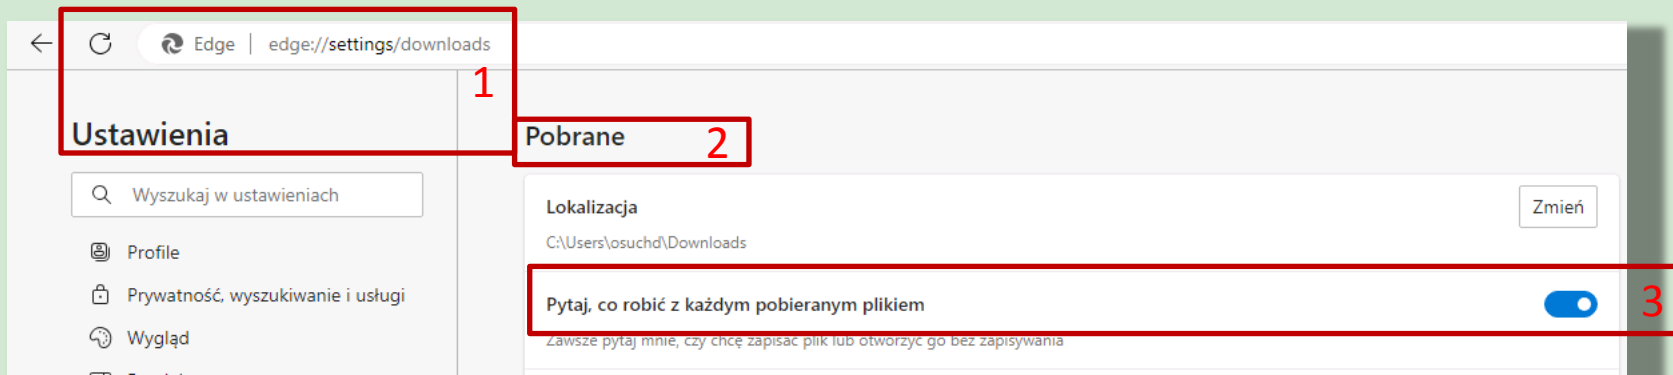 Edge | edge://settings/downloads
1
Ustawienia
Pobrane
2
Wyszukaj w ustawieniach
Lokalizacja
Zmień
C:\Users\osuchd\Downloads
Profile
Prywatność, wyszukiwanie i usługi
Pytaj, co robić z każdym pobieranym plikiem
3
Wygląd
Zawsze pytaj mnie, czy chcę zapisać plik lub otworzyć go bez zapisywania